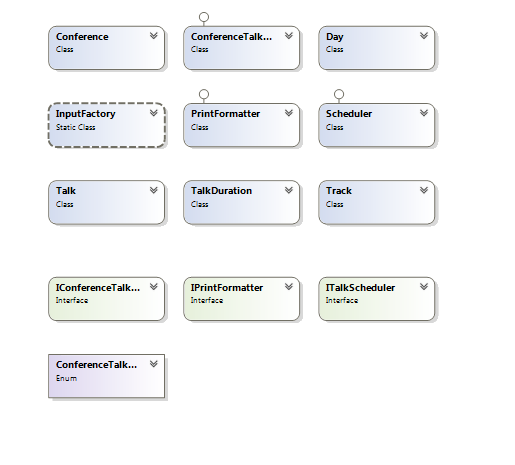 Conference
Class
ConferenceTalk...
Class
Day
Class
InputFactory
Static Class
PrintFormatter
Class
Scheduler
Class
Talk
Class
TalkDuration
Class
Track
Class
IConferenceTalk...
Interface
IPrintFormatter
Interface
ITalkScheduler
Interface
ConferenceTalk...
Enum